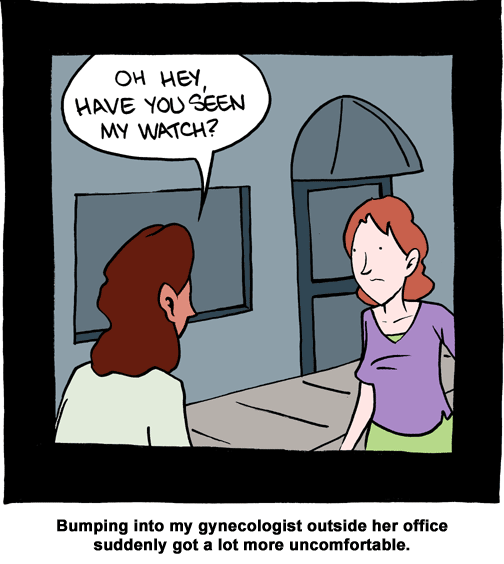 OH HEY,
HAVE YOU SEEN
MY WATCH?
Bumping into my gynecologist outside her office
suddenly got a lot more uncomfortable.